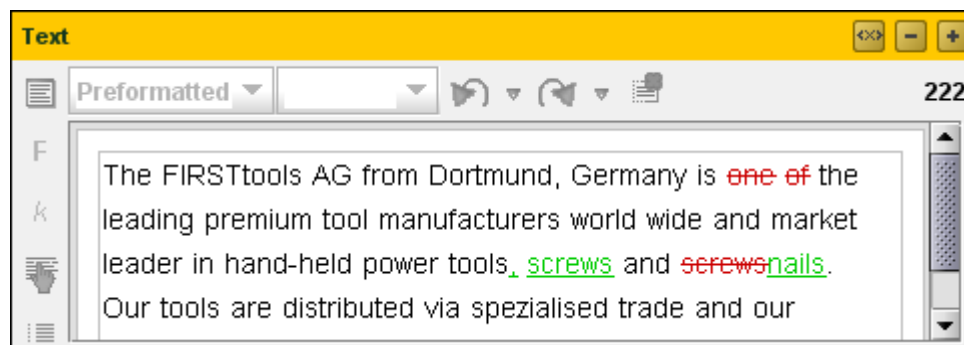 Text
Preformatted
222
F
k
The FIRSTtools AG from Dortmund, Germany is one of the
leading premium tool manufacturers world wide and market
leader in hand-held power tools, screws and screwsnails.
Our tools are distributed via spezialised trade and our